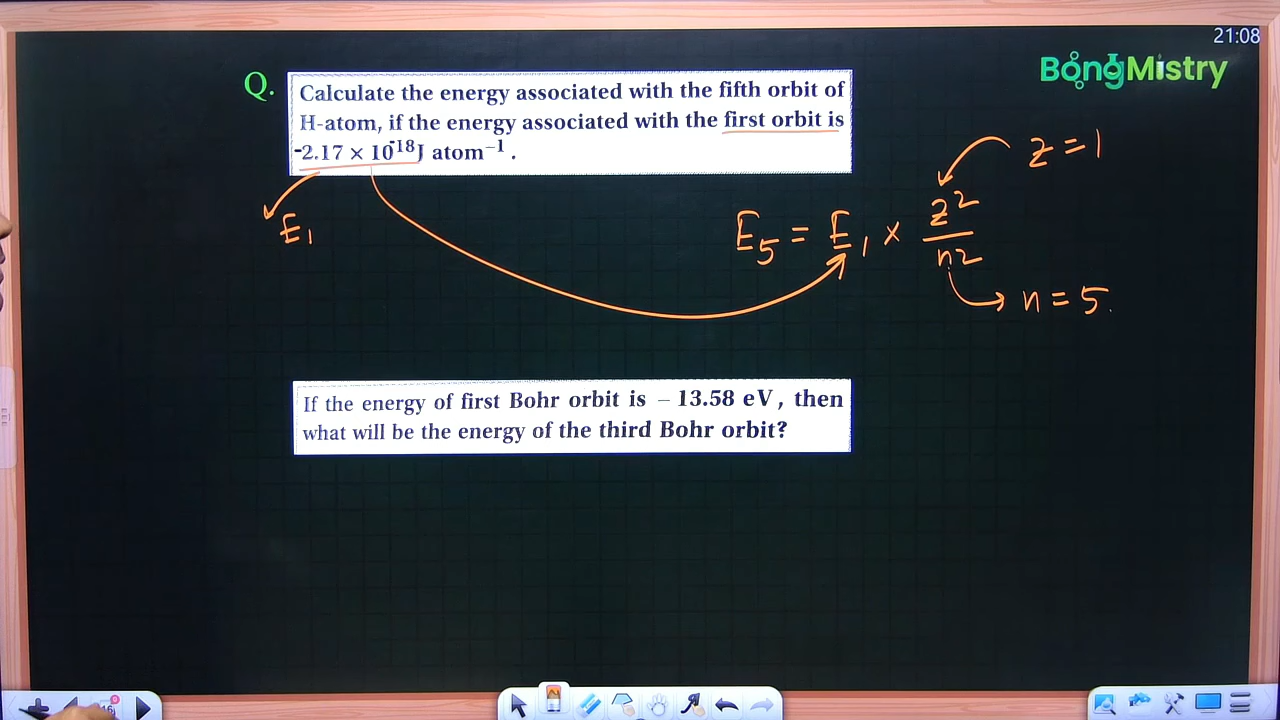 21:08
BongMistry
Q.
Calculate the energy associated with the fifth orbit of
H-atom, if the energy associated with the first orbit is
-2.17 × 10⁻¹⁸J atom⁻¹ .
E₁
z = 1
E₅ = E₁ × z²/n2
n = 5.
If the energy of first Bohr orbit is – 13.58 eV, then
what will be the energy of the third Bohr orbit?